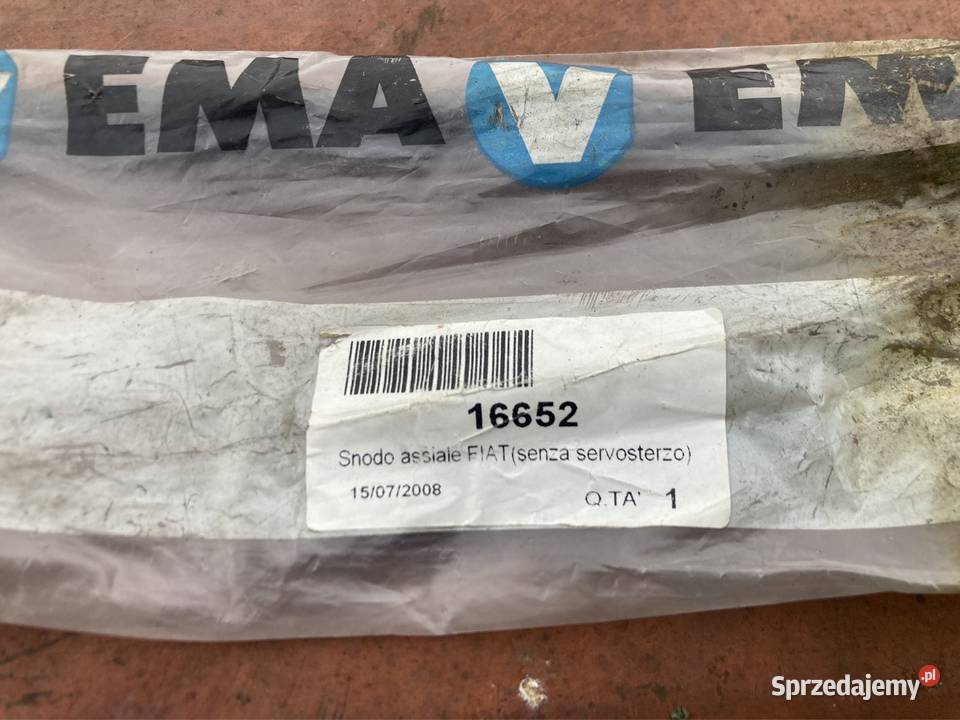 V EMA V EM
16652
Snodo assiale FIAT(senza servosterzo)
15/07/2008 Q.TA' 1
Sprzedajemy.pl